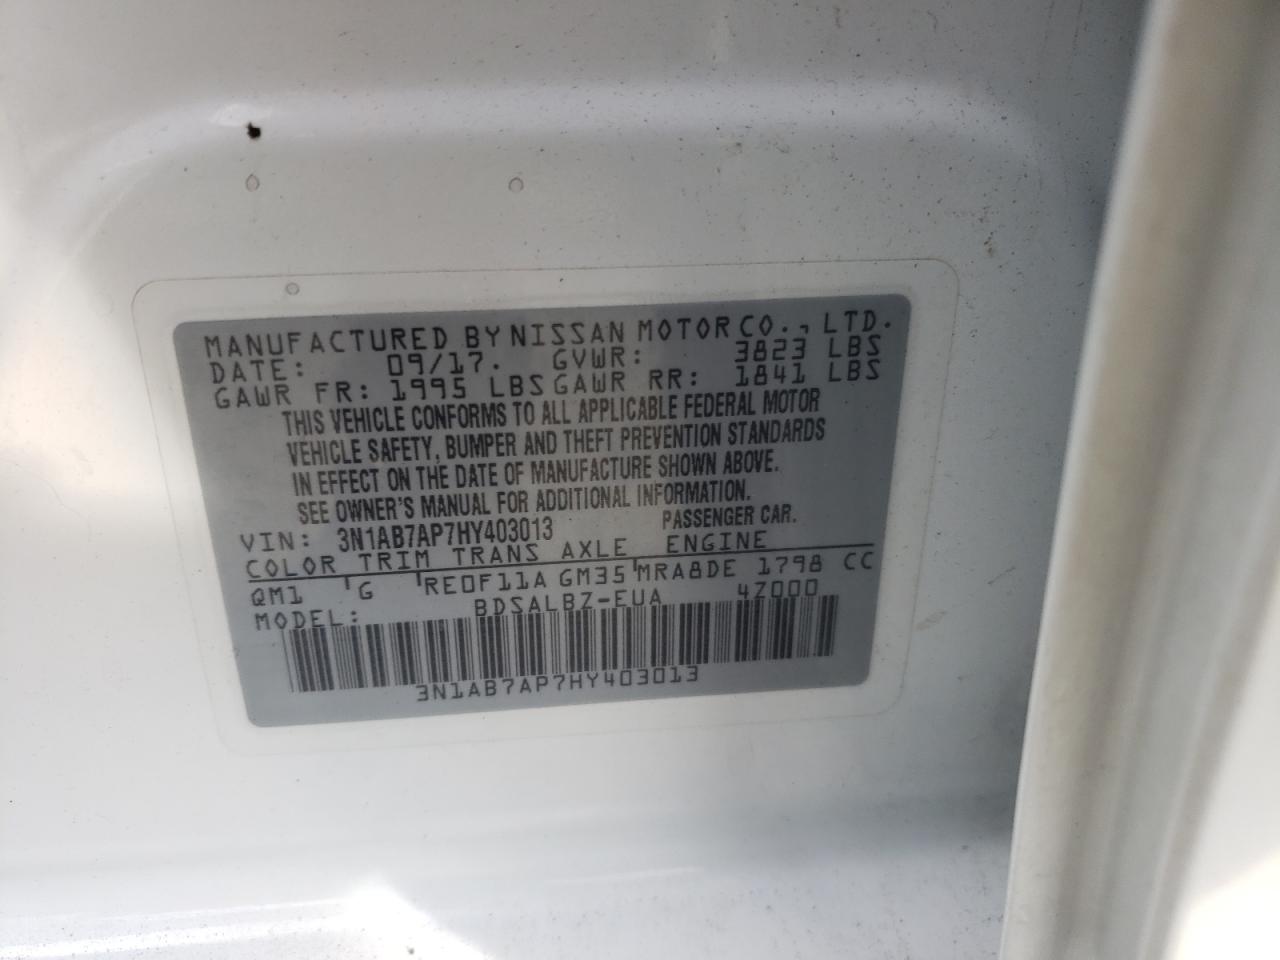 MANUFACTURED BY NISSAN MOTOR CO., LTD.
DATE: 09/17. GVWR: 3823 LBS
GAWR FR: 1995 LBS GAWR RR: 1841 LBS
THIS VEHICLE CONFORMS TO ALL APPLICABLE FEDERAL MOTOR
VEHICLE SAFETY, BUMPER AND THEFT PREVENTION STANDARDS
IN EFFECT ON THE DATE OF MANUFACTURE SHOWN ABOVE.
SEE OWNER'S MANUAL FOR ADDITIONAL INFORMATION.
VIN: 3N1AB7AP7HY403013 PASSENGER CAR.
COLOR TRIM TRANS AXLE ENGINE
QM1 G RE0F11A GM35 MRA8DE 1798 CC
MODEL: BDSALBZ-EUA 4Z000
3N1AB7AP7HY403013